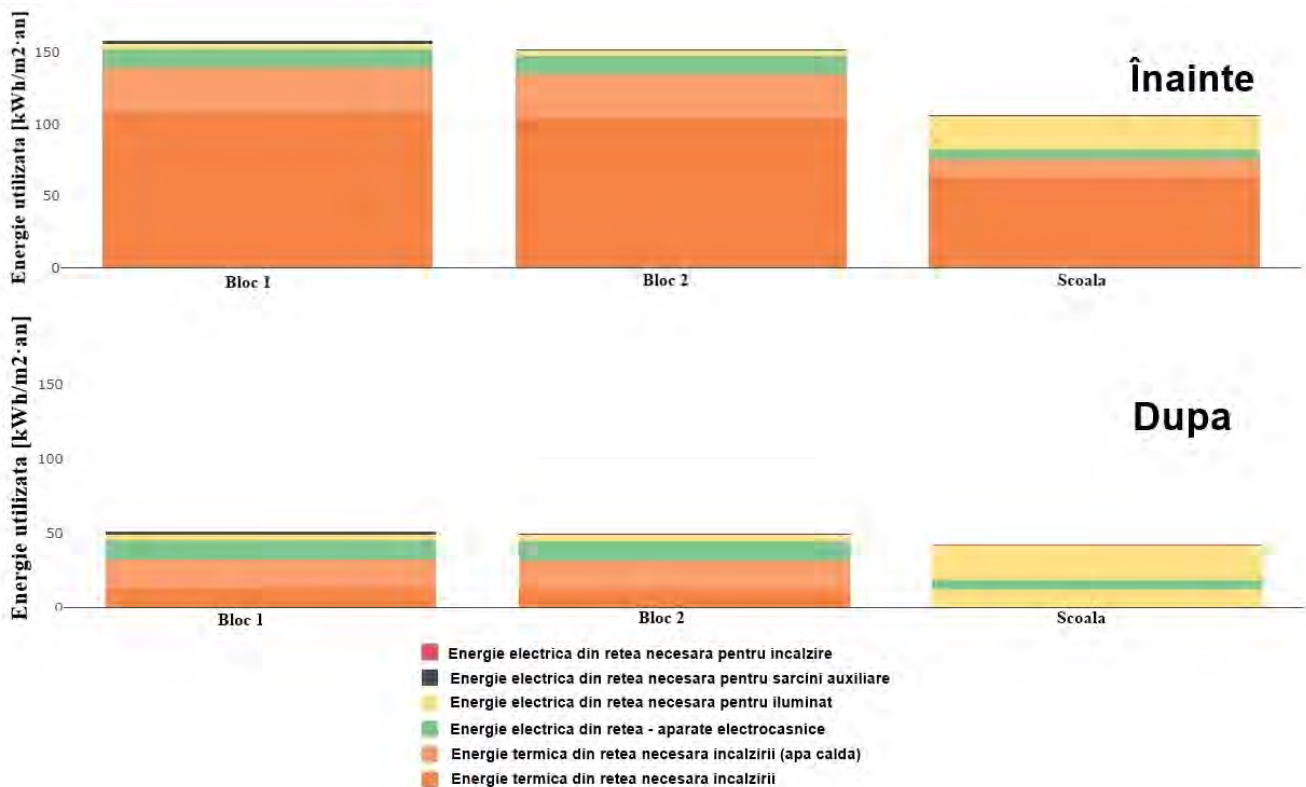 Energie utilizata [kWh/m2·an]
150
100
50
0
Înainte
Bloc 1
Bloc 2
Scoala
Energie utilizata [kWh/m2·an]
150
100
50
0
Dupa
Bloc 1
Bloc 2
Scoala
Energie electrica din retea necesara pentru incalzire
Energie electrica din retea necesara pentru sarcini auxiliare
Energie electrica din retea necesara pentru iluminat
Energie electrica din retea - aparate electrocasnice
Energie termica din retea necesara incalzirii (apa calda)
Energie termica din retea necesara incalzirii